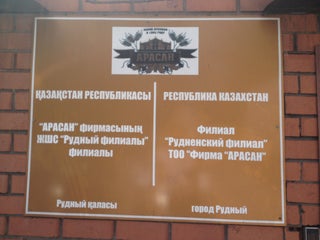 АРАСАН
ҚАЗАҚСТАН РЕСПУБЛИКАСЫ
"АРАСАН" фирмасының
ЖШС "Рудный филиалы"
филиалы
Рудный қаласы
РЕСПУБЛИКА КАЗАХСТАН
Филиал
"Рудненский филиал"
ТОО "Фирма "АРАСАН"
город Рудный